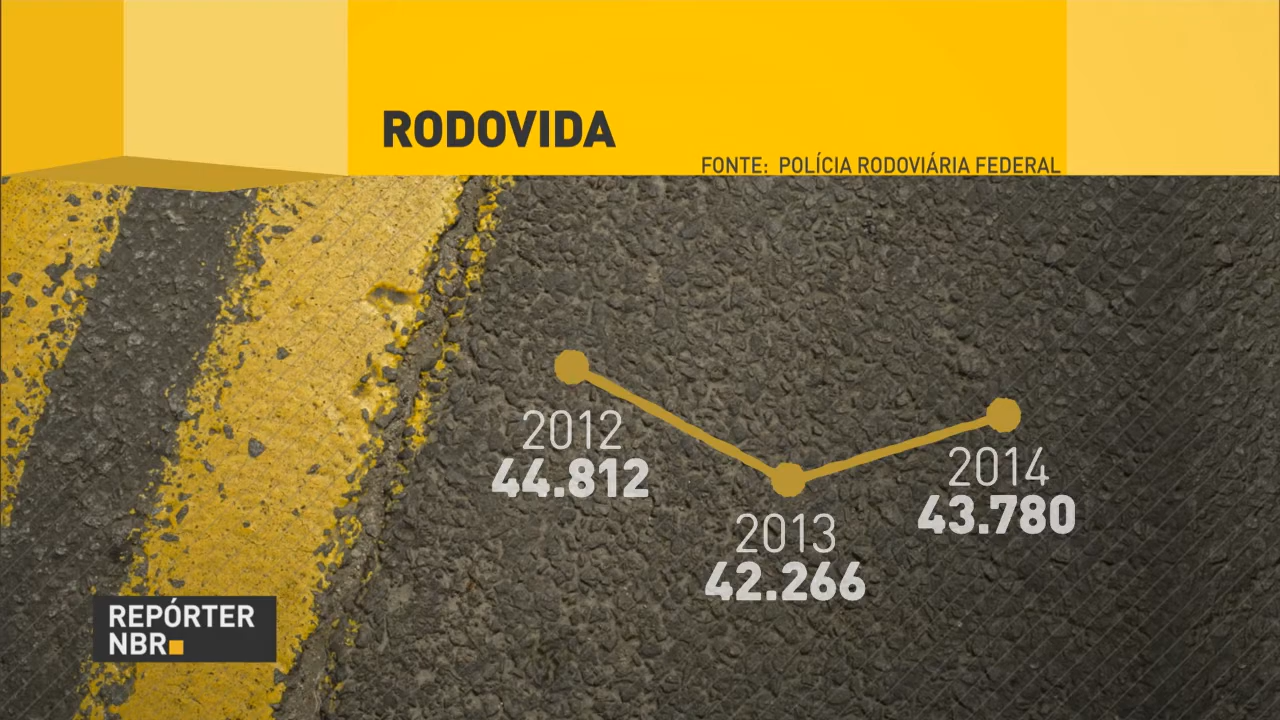 RODOVIDA
FONTE: POLÍCIA RODOVIÁRIA FEDERAL
2012
44.812
2013
42.266
2014
43.780
REPÓRTER
NBR